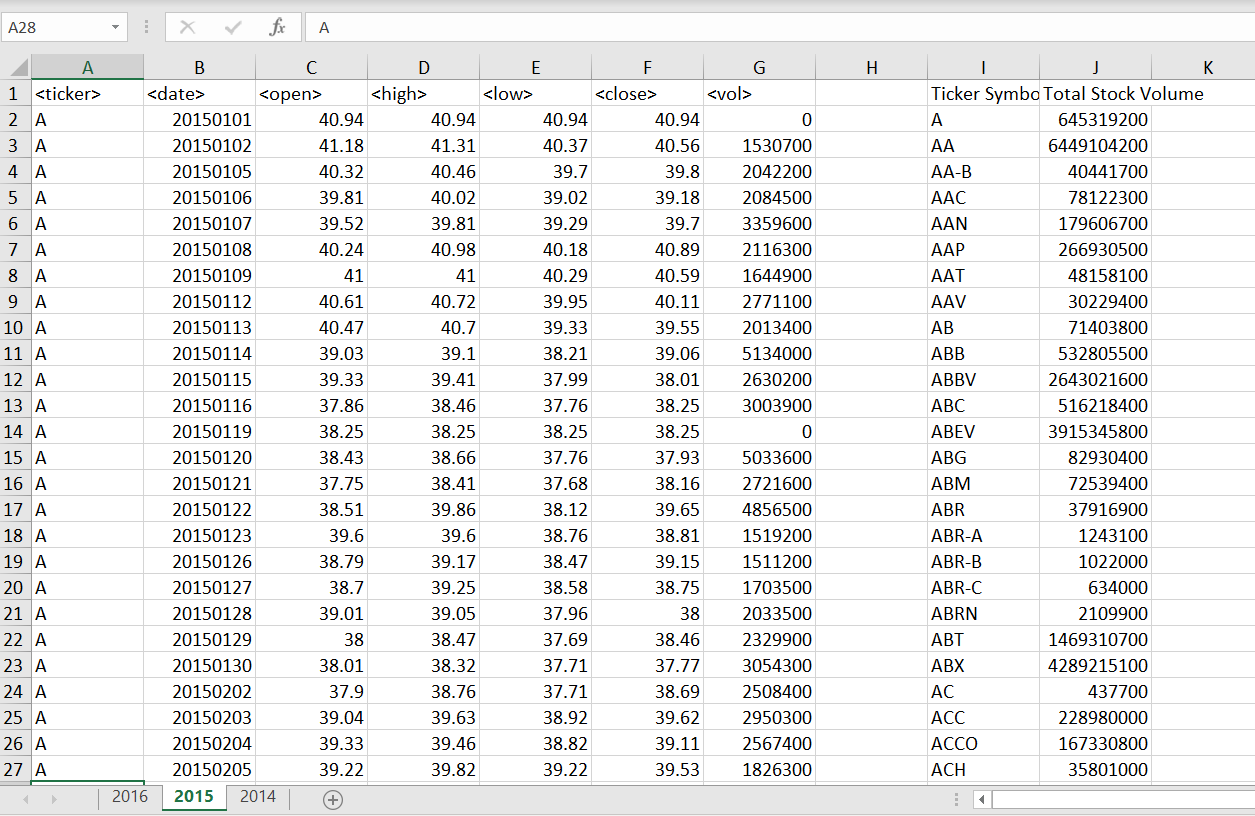 A28 fx A
A B C D E F G H I J K
1 <ticker> <date> <open> <high> <low> <close> <vol> Ticker Symbo Total Stock Volume
2 A 20150101 40.94 40.94 40.94 40.94 0 A 645319200
3 A 20150102 41.18 41.31 40.37 40.56 1530700 AA 6449104200
4 A 20150105 40.32 40.46 39.7 39.8 2042200 AA-B 40441700
5 A 20150106 39.81 40.02 39.02 39.18 2084500 AAC 78122300
6 A 20150107 39.52 39.81 39.29 39.7 3359600 AAN 179606700
7 A 20150108 40.24 40.98 40.18 40.89 2116300 AAP 266930500
8 A 20150109 41 41 40.29 40.59 1644900 AAT 48158100
9 A 20150112 40.61 40.72 39.95 40.11 2771100 AAV 30229400
10 A 20150113 40.47 40.7 39.33 39.55 2013400 AB 71403800
11 A 20150114 39.03 39.1 38.21 39.06 5134000 ABB 532805500
12 A 20150115 39.33 39.41 37.99 38.01 2630200 ABBV 2643021600
13 A 20150116 37.86 38.46 37.76 38.25 3003900 ABC 516218400
14 A 20150119 38.25 38.25 38.25 38.25 0 ABEV 3915345800
15 A 20150120 38.43 38.66 37.76 37.93 5033600 ABG 82930400
16 A 20150121 37.75 38.41 37.68 38.16 2721600 ABM 72539400
17 A 20150122 38.51 39.86 38.12 39.65 4856500 ABR 37916900
18 A 20150123 39.6 39.6 38.76 38.81 1519200 ABR-A 1243100
19 A 20150126 38.79 39.17 38.47 39.15 1511200 ABR-B 1022000
20 A 20150127 38.7 39.25 38.58 38.75 1703500 ABR-C 634000
21 A 20150128 39.01 39.05 37.96 38 2033500 ABRN 2109900
22 A 20150129 38 38.47 37.69 38.46 2329900 ABT 1469310700
23 A 20150130 38.01 38.32 37.71 37.77 3054300 ABX 4289215100
24 A 20150202 37.9 38.76 37.71 38.69 2508400 AC 437700
25 A 20150203 39.04 39.63 38.92 39.62 2950300 ACC 228980000
26 A 20150204 39.33 39.46 38.82 39.11 2567400 ACCO 167330800
27 A 20150205 39.22 39.82 39.22 39.53 1826300 ACH 35801000
2016 2015 2014